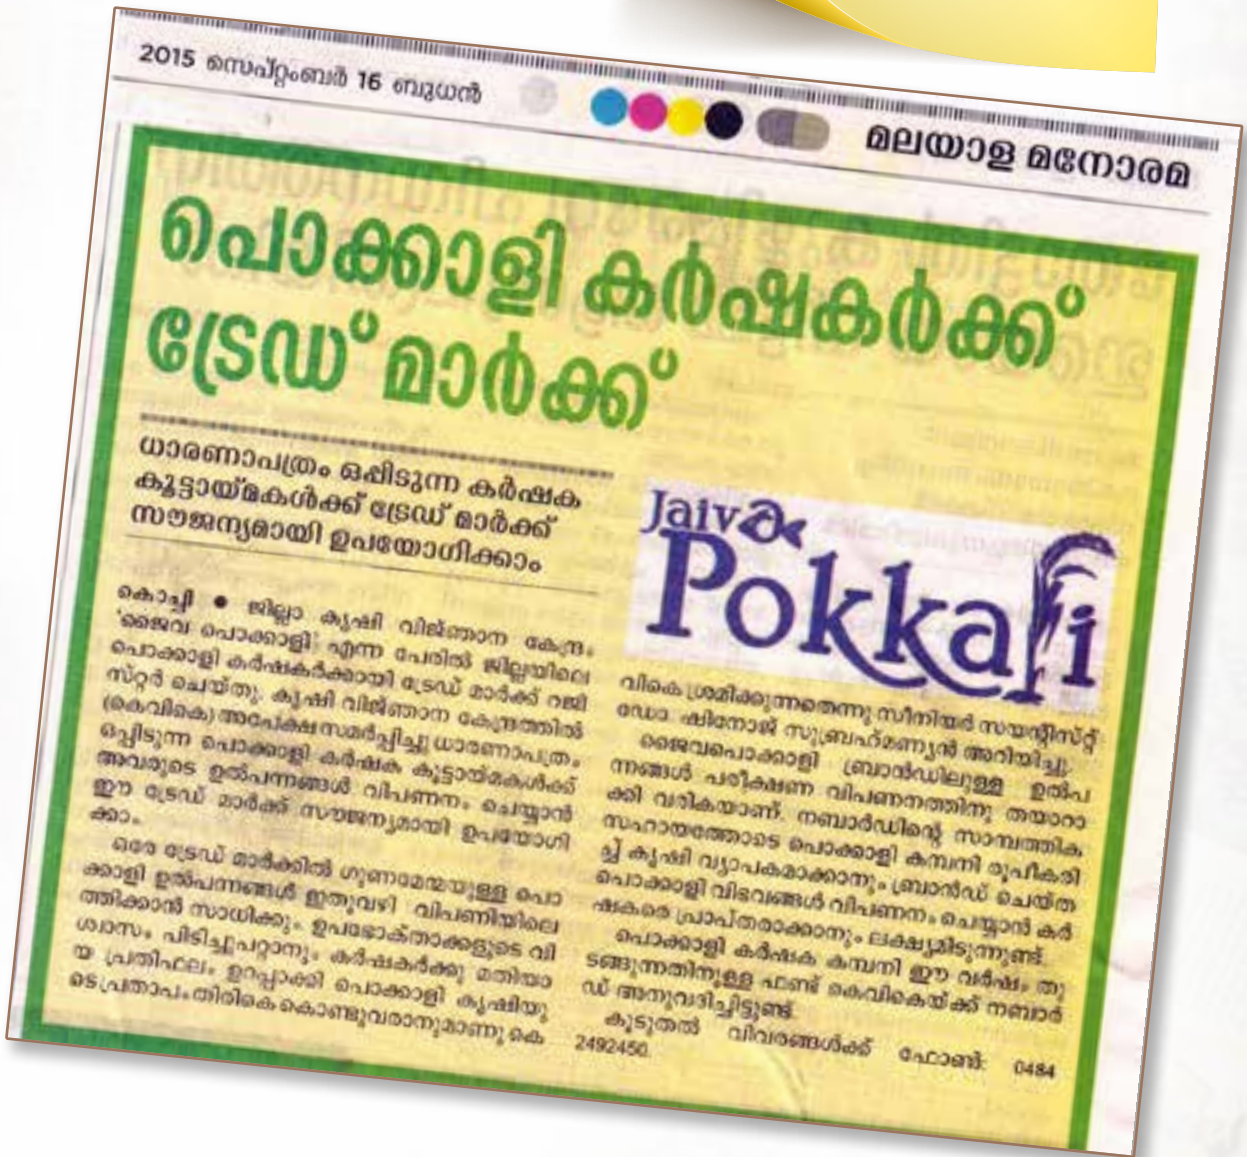 2015 സെപ്റ്റംബർ 16 ബുധൻ
മലയാള മനോരമ
പൊക്കാളി കർഷകർക്ക്
ട്രേഡ് മാർക്ക്
ധാരണാപത്രം ഒപ്പിടുന്ന കർഷക
കൂട്ടായ്മകൾക്ക് ട്രേഡ് മാർക്ക്
സൗജന്യമായി ഉപയോഗിക്കാം
Jaiva
Pokkali
കൊച്ചി ● ജില്ലാ കൃഷി വിജ്ഞാന കേന്ദ്രം
'ജൈവ പൊക്കാളി' എന്ന പേരിൽ ജില്ലയിലെ
പൊക്കാളി കർഷകർക്കായി ട്രേഡ് മാർക്ക് റജി
സ്റ്റർ ചെയ്തു. കൃഷി വിജ്ഞാന കേന്ദ്രത്തിൽ
(കെവികെ) അപേക്ഷ സമർപ്പിച്ചു ധാരണാപത്രം
ഒപ്പിടുന്ന പൊക്കാളി കർഷക കൂട്ടായ്മകൾക്ക്
അവരുടെ ഉൽപന്നങ്ങൾ വിപണനം ചെയ്യാൻ
ഈ ട്രേഡ് മാർക്ക് സൗജന്യമായി ഉപയോഗി
ക്കാം.
ഒരേ ട്രേഡ് മാർക്കിൽ ഗുണമേന്മയുള്ള പൊ
ക്കാളി ഉൽപന്നങ്ങൾ ഇതുവഴി വിപണിയിലെ
ത്തിക്കാൻ സാധിക്കും. ഉപഭോക്താക്കളുടെ വി
ശ്വാസം പിടിച്ചുപറ്റാനും കർഷകർക്കു മതിയാ
യ പ്രതിഫലം ഉറപ്പാക്കി പൊക്കാളി കൃഷിയു
ടെ പ്രതാപം തിരികെ കൊണ്ടുവരാനുമാണു കെ
വികെ ശ്രമിക്കുന്നതെന്നു സീനിയർ സയന്റിസ്റ്റ്
ഡോ. ഷിനോജ് സുബ്രഹ്മണ്യൻ അറിയിച്ചു.
ജൈവപൊക്കാളി ബ്രാൻഡിലുള്ള ഉൽപ
ന്നങ്ങൾ പരീക്ഷണ വിപണനത്തിനു തയാറാ
ക്കി വരികയാണ്. നബാർഡിന്റെ സാമ്പത്തിക
സഹായത്തോടെ പൊക്കാളി കമ്പനി രൂപീകരി
ച്ച് കൃഷി വ്യാപകമാക്കാനും ബ്രാൻഡ് ചെയ്ത
പൊക്കാളി വിഭവങ്ങൾ വിപണനം ചെയ്യാൻ കർ
ഷകരെ പ്രാപ്തരാക്കാനും ലക്ഷ്യമിടുന്നുണ്ട്.
പൊക്കാളി കർഷക കമ്പനി ഈ വർഷം തു
ടങ്ങുന്നതിനുള്ള ഫണ്ട് കെവികെയ്ക്ക് നബാർ
ഡ് അനുവദിച്ചിട്ടുണ്ട്.
കൂടുതൽ വിവരങ്ങൾക്ക് ഫോൺ: 0484
2492450.